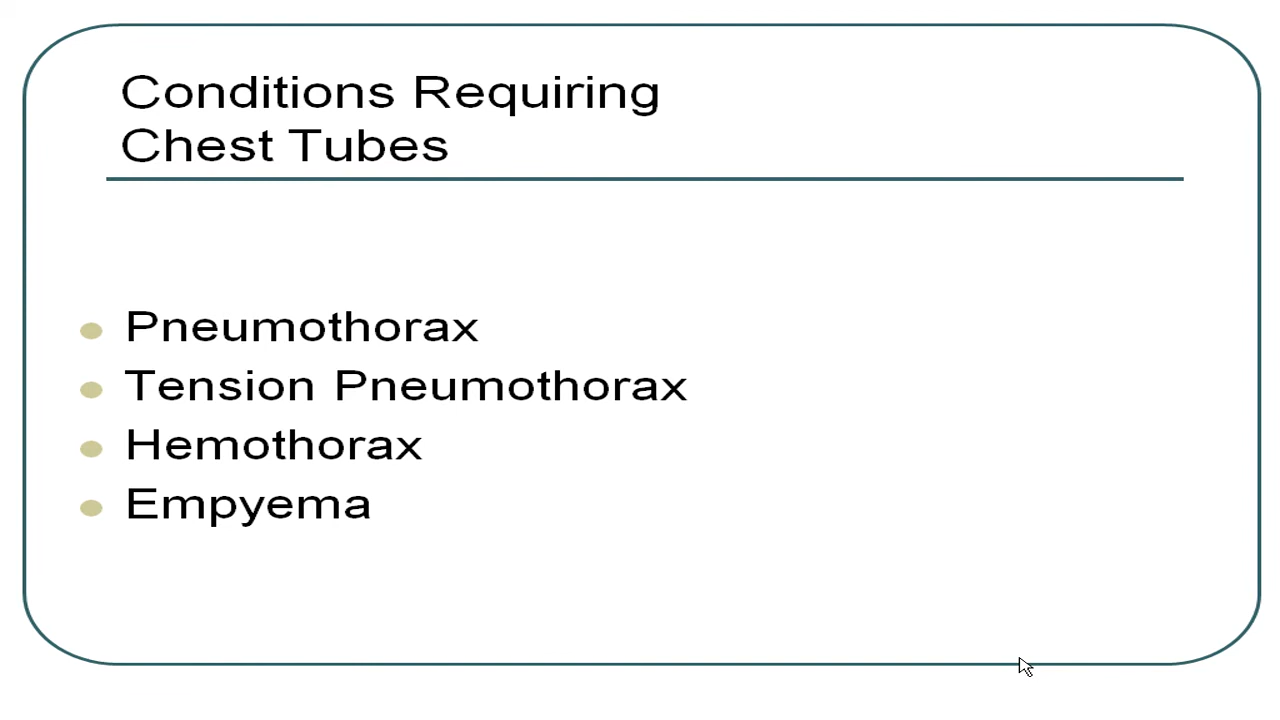 Conditions Requiring
Chest Tubes
Pneumothorax
Tension Pneumothorax
Hemothorax
Empyema